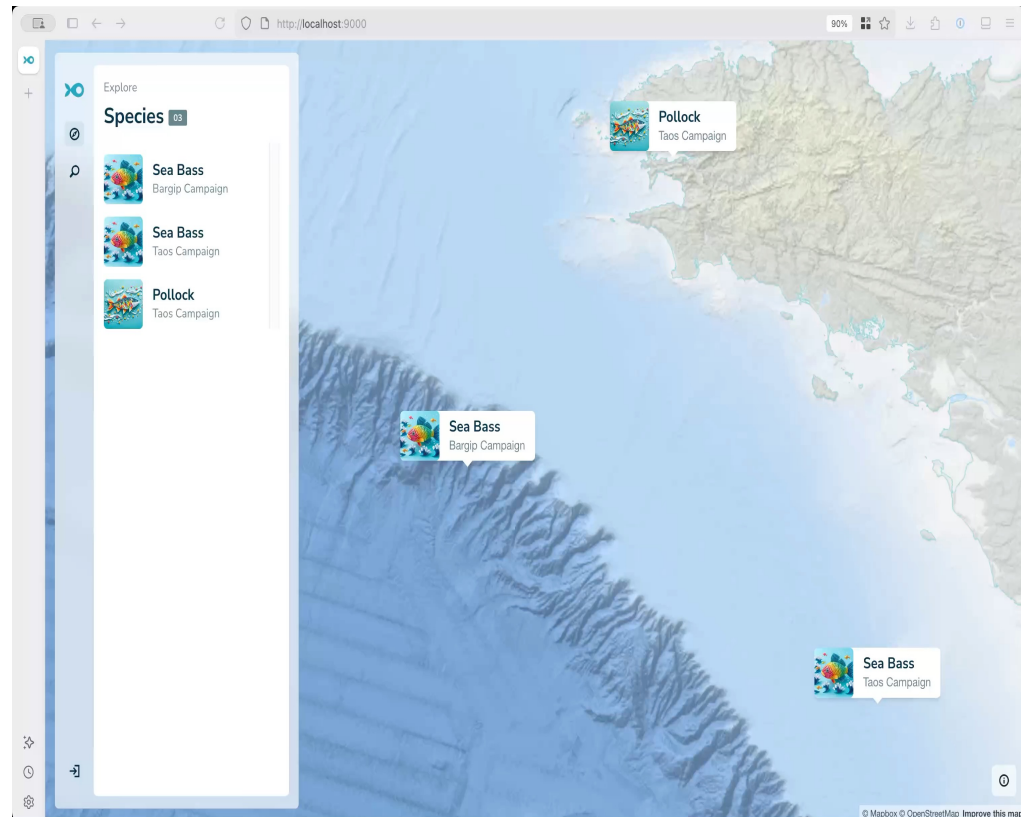 http://localhost:9000
90%
Explore
Species 03
Sea Bass
Bargip Campaign
Sea Bass
Taos Campaign
Pollock
Taos Campaign
Pollock
Taos Campaign
Sea Bass
Bargip Campaign
Sea Bass
Taos Campaign
© Mapbox © OpenStreetMap Improve this map